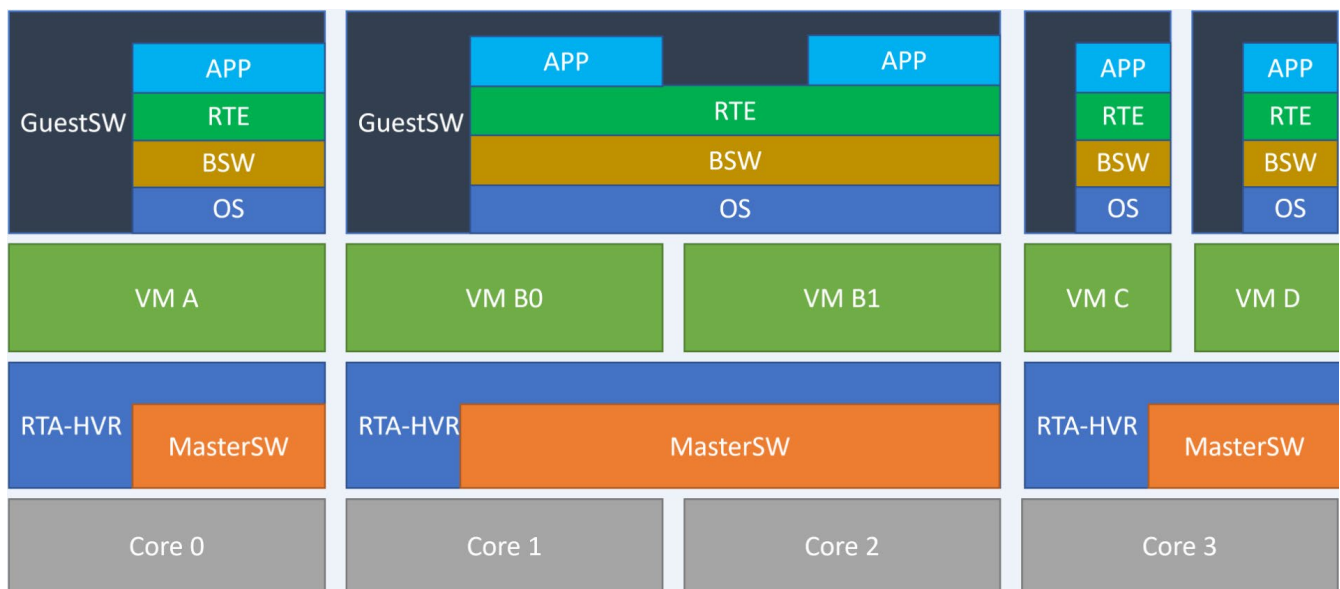 APP
APP
APP
APP
APP
GuestSW
RTE
GuestSW
RTE
RTE
RTE
BSW
BSW
BSW
BSW
OS
OS
OS
OS
VM A
VM B0
VM B1
VM C
VM D
RTA-HVR
MasterSW
RTA-HVR
MasterSW
RTA-HVR
MasterSW
Core 0
Core 1
Core 2
Core 3